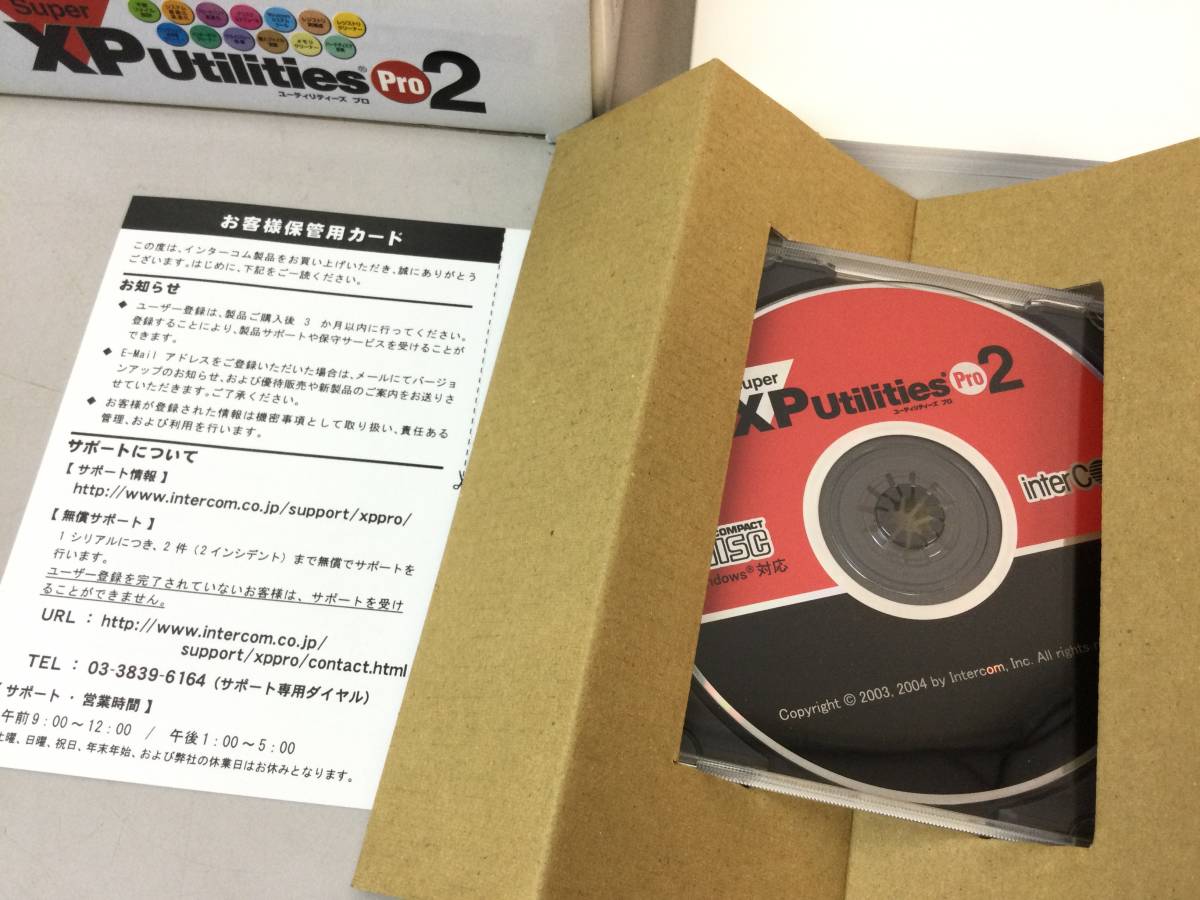 Super
XP Utilities® Pro 2
ユーティリティーズ プロ
お客様保管用カード
この度は、インターコム製品をお買い上げいただき、誠にありがとう
ございます。はじめに、下記をご一読ください。
お知らせ
◆ ユーザー登録は、製品ご購入後 3 か月以内に行ってください。
登録することにより、製品サポートや保守サービスを受けることが
できます。
◆ E-Mail アドレスをご登録いただいた場合は、メールにてバージョ
ンアップのお知らせ、および優待販売や新製品のご案内をお送りさ
せていただきます。ご了承ください。
◆ お客様が登録された情報は機密事項として取り扱い、責任ある
管理、および利用を行います。
サポートについて
【 サポート情報 】
http://www.intercom.co.jp/support/xppro/
【 無償サポート 】
1 シリアルにつき、2 件 (2 インシデント) まで無償でサポートを
行います。
ユーザー登録を完了されていないお客様は、サポートを受け
ることができません。
URL : http://www.intercom.co.jp/
support/xppro/contact.html
TEL : 03-3839-6164 (サポート専用ダイヤル)
サポート ・ 営業時間 】
午前 9 : 00 ～ 12 : 00 / 午後 1 : 00 ～ 5 : 00
土曜、日曜、祝日、年末年始、および弊社の休業日はお休みとなります。
Super
XP Utilities® Pro 2
ユーティリティーズ プロ
interCO
COMPACT
DISC
ndows® 対応
Copyright © 2003, 2004 by Intercom, Inc. All rights r